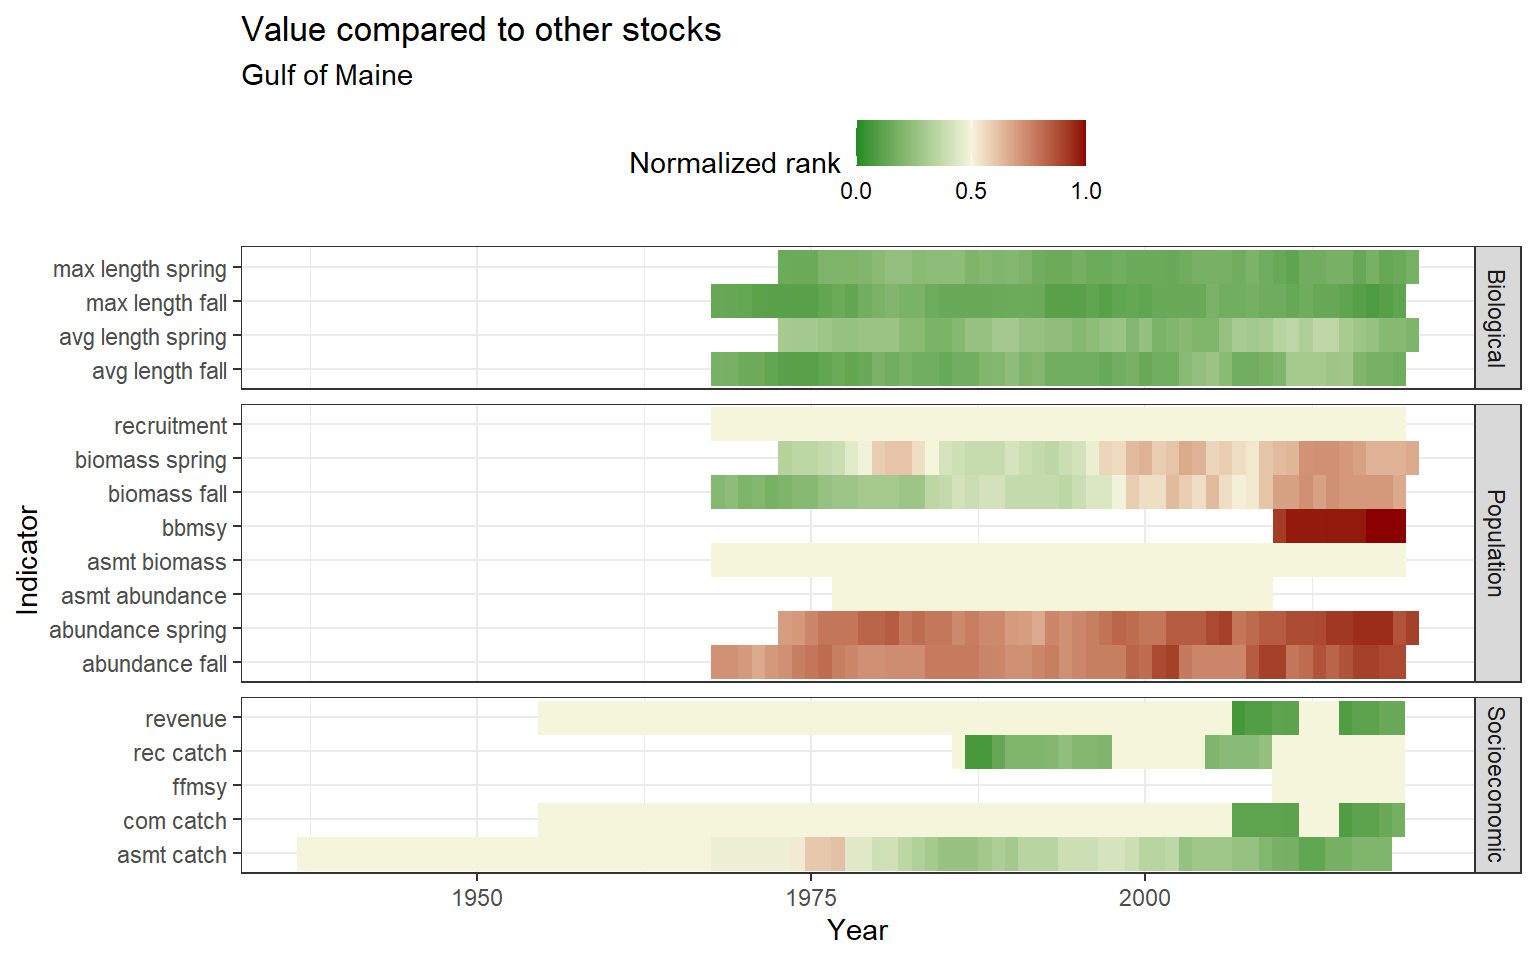 Value compared to other stocks
Gulf of Maine
Normalized rank
0.0 0.5 1.0
max length spring
max length fall
avg length spring
avg length fall
Biological
recruitment
biomass spring
biomass fall
bbmsy
asmt biomass
asmt abundance
abundance spring
abundance fall
Population
revenue
rec catch
ffmsy
com catch
asmt catch
Socioeconomic
Indicator
1950 1975 2000
Year